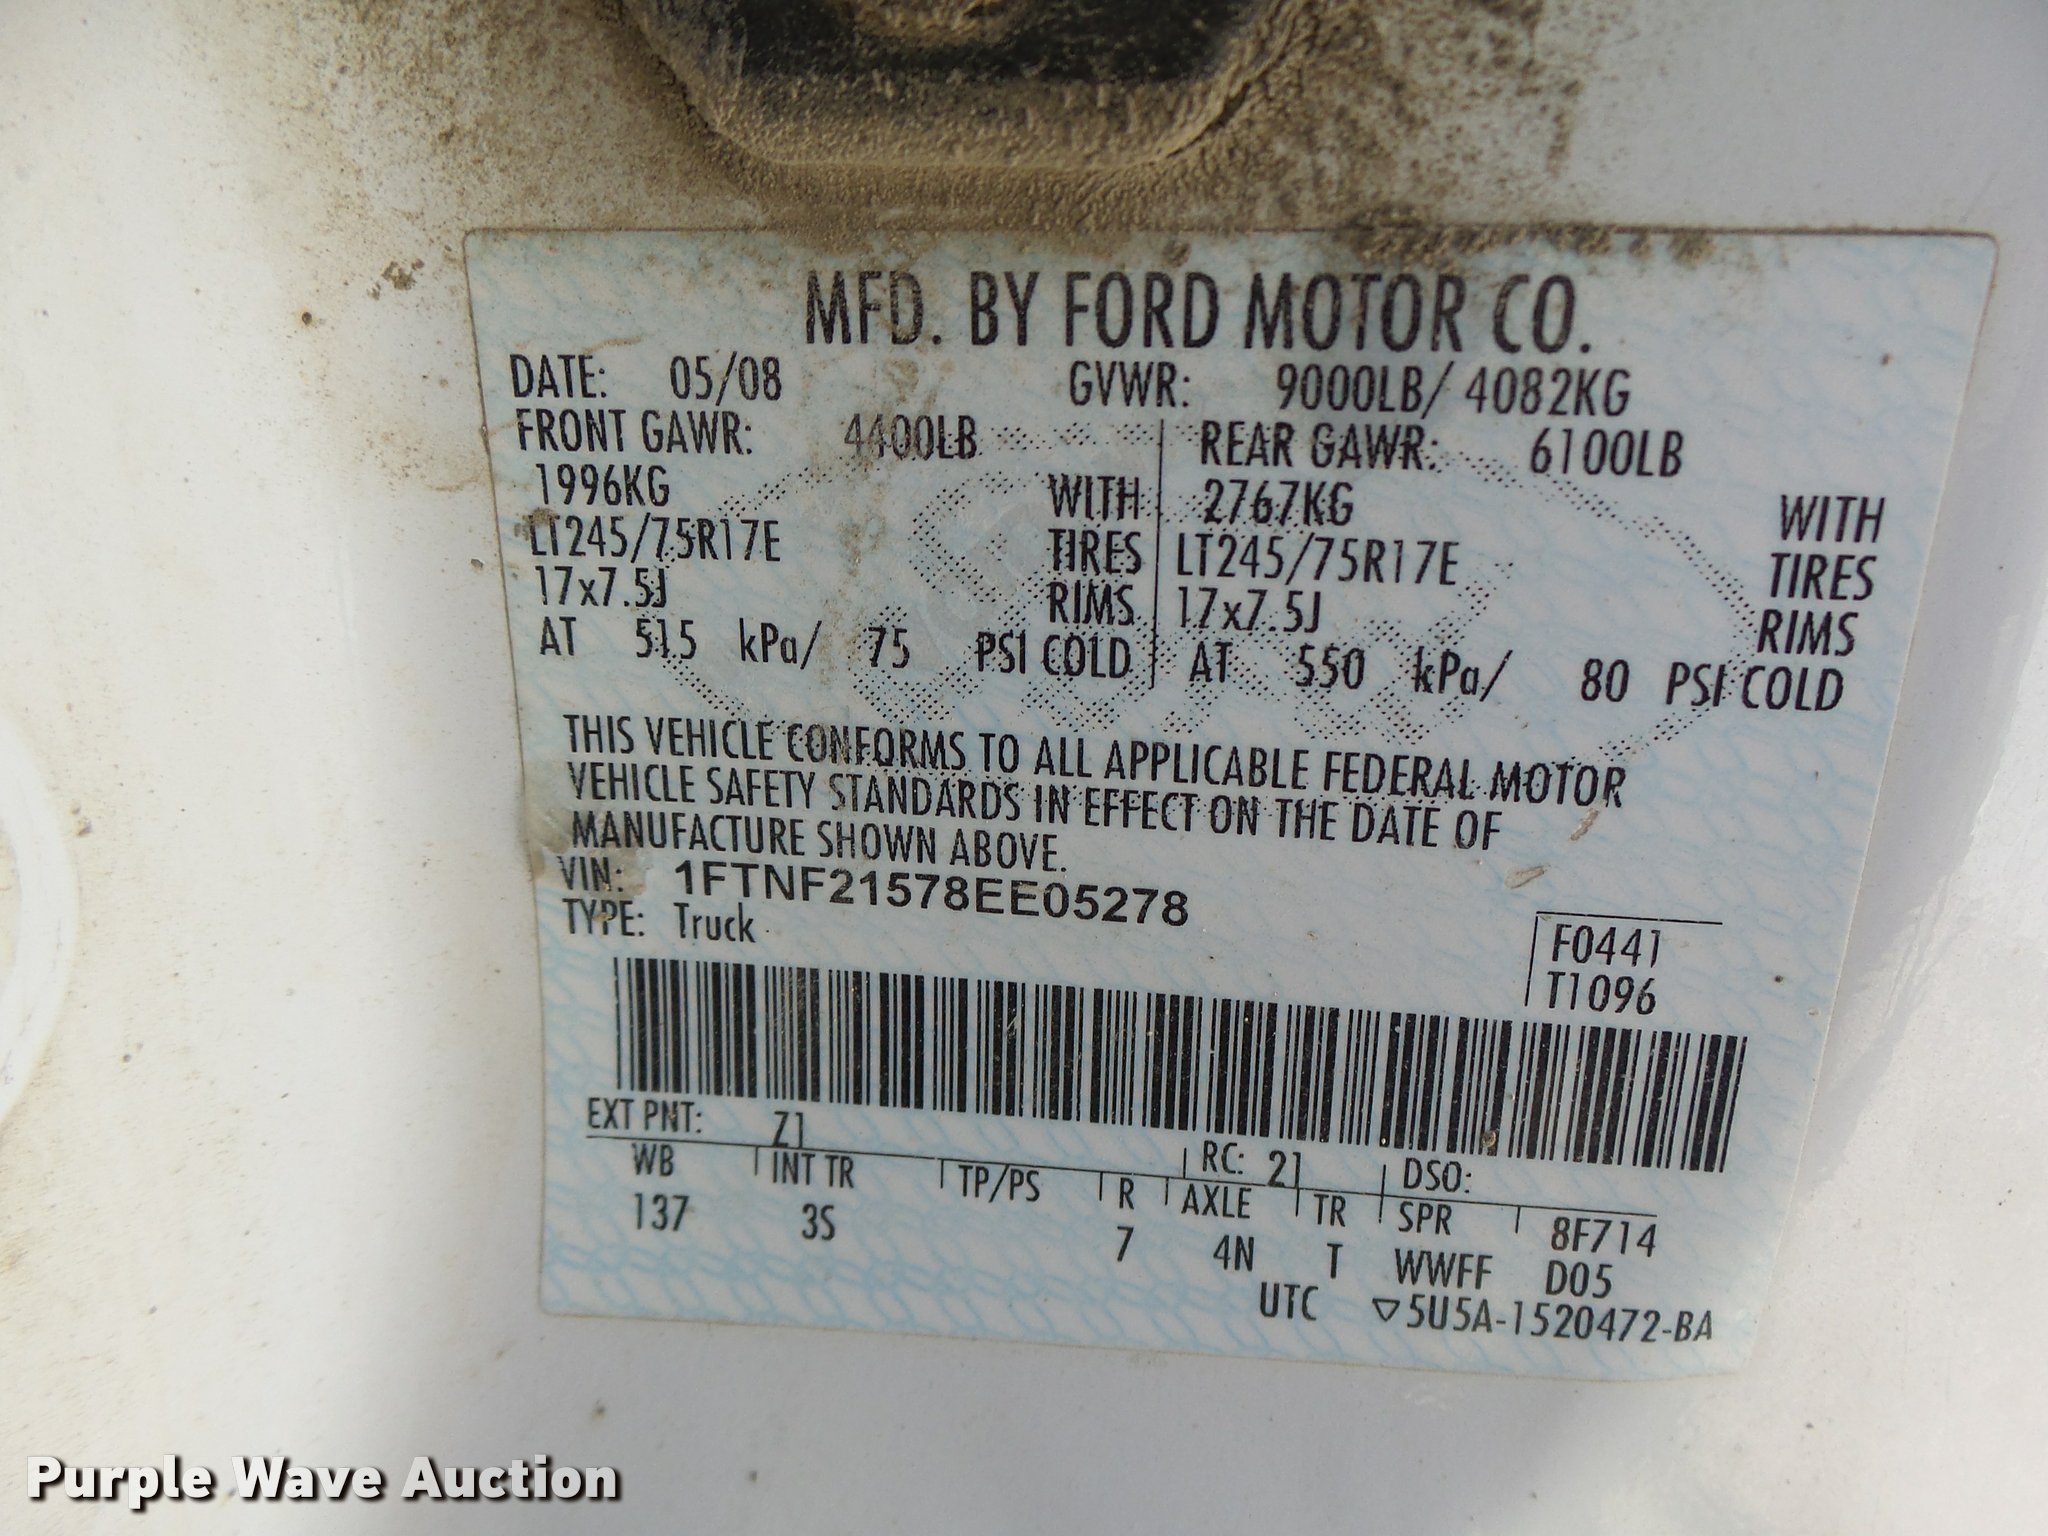 MFD. BY FORD MOTOR CO.
DATE: 05/08 GVWR: 9000LB/ 4082KG
FRONT GAWR: 4400LB REAR GAWR: 6100LB
1996KG WITH 2767KG WITH
LT245/75R17E TIRES LT245/75R17E TIRES
17x7.5J RIMS 17x7.5J RIMS
AT 515 kPa/ 75 PSI COLD AT 550 kPa/ 80 PSI COLD
THIS VEHICLE CONFORMS TO ALL APPLICABLE FEDERAL MOTOR
VEHICLE SAFETY STANDARDS IN EFFECT ON THE DATE OF
MANUFACTURE SHOWN ABOVE.
VIN: 1FTNF21578EE05278
TYPE: Truck
F0441
T1096
EXT PNT: Z1 RC: 21 DSO:
WB INT TR TP/PS R AXLE TR SPR 8F714
137 3S 7 4N T WWFF D05
UTC ▽5U5A-1520472-BA
Purple Wave Auction